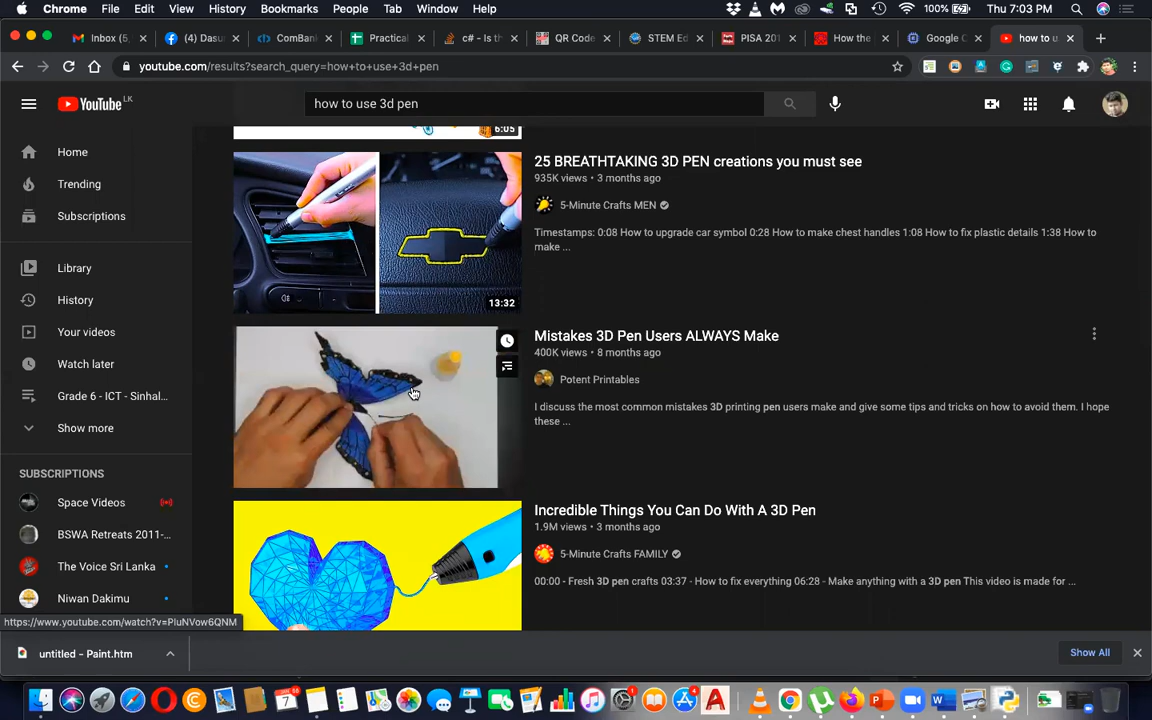 Chrome File Edit View History Bookmarks People Tab Window Help 100% Thu 7:03 PM
Inbox (5, (4) Dasu ComBan Practical c# - Is th QR Code STEM Ed PISA 201 How the Google C how to u
youtube.com/results?search_query=how+to+use+3d+pen
YouTube LK how to use 3d pen
Home
Trending
Subscriptions
Library
History
Your videos
Watch later
Grade 6 - ICT - Sinhal...
Show more
SUBSCRIPTIONS
Space Videos
BSWA Retreats 2011-...
The Voice Sri Lanka
Niwan Dakimu
6:05
25 BREATHTAKING 3D PEN creations you must see
935K views • 3 months ago
5-Minute Crafts MEN
Timestamps: 0:08 How to upgrade car symbol 0:28 How to make chest handles 1:08 How to fix plastic details 1:38 How to
make ...
13:32
Mistakes 3D Pen Users ALWAYS Make
400K views • 8 months ago
Potent Printables
I discuss the most common mistakes 3D printing pen users make and give some tips and tricks on how to avoid them. I hope
these ...
Incredible Things You Can Do With A 3D Pen
1.9M views • 3 months ago
5-Minute Crafts FAMILY
00:00 - Fresh 3D pen crafts 03:37 - How to fix everything 06:28 - Make anything with a 3D pen This video is made for ...
https://www.youtube.com/watch?v=PluNVow6QNM
untitled - Paint.htm Show All